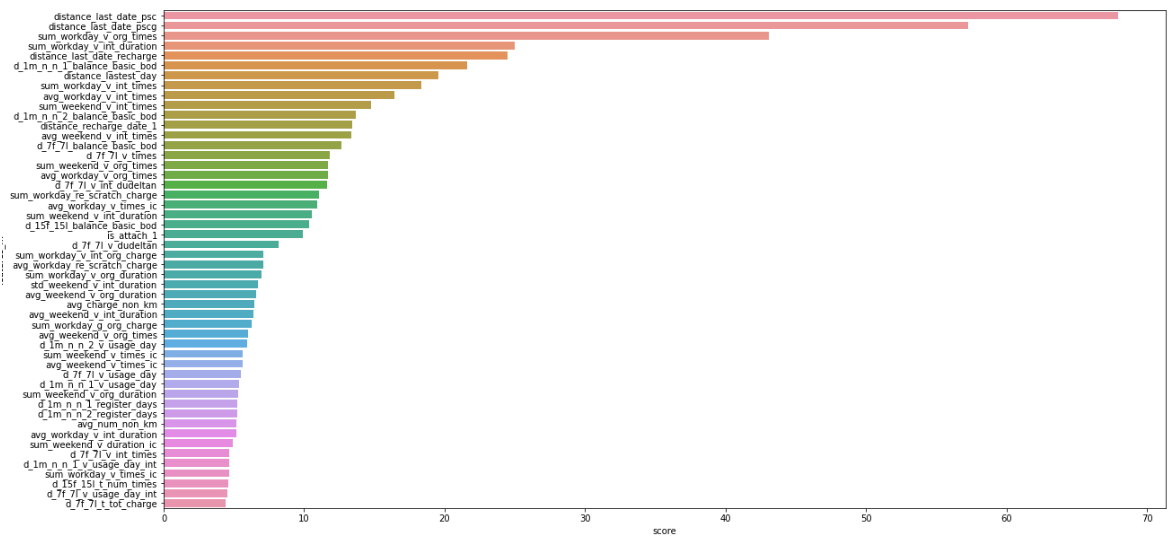 distance_last_date_psc
distance_last_date_pscg
sum_workday_v_org_times
sum_workday_v_int_duration
distance_last_date_recharge
d_1m_n_n_1_balance_basic_bod
distance_lastest_day
sum_workday_v_int_times
avg_workday_v_int_times
sum_weekend_v_int_times
d_1m_n_n_2_balance_basic_bod
distance_recharge_date_1
avg_weekend_v_int_times
d_7f_7l_balance_basic_bod
d_7f_7l_v_times
sum_weekend_v_org_times
avg_workday_v_org_times
d_7f_7l_v_int_dudeltan
sum_workday_re_scratch_charge
avg_workday_v_times_ic
sum_weekend_v_int_duration
d_15f_15l_balance_basic_bod
is_attach_1
d_7f_7l_v_dudeltan
sum_workday_v_int_org_charge
avg_workday_re_scratch_charge
sum_workday_v_org_duration
std_weekend_v_int_duration
avg_weekend_v_org_duration
avg_charge_non_km
avg_weekend_v_int_duration
sum_workday_g_org_charge
avg_weekend_v_org_times
d_1m_n_n_2_v_usage_day
sum_weekend_v_times_ic
avg_weekend_v_times_ic
d_7f_7l_v_usage_day
d_1m_n_n_1_v_usage_day
sum_weekend_v_org_duration
d_1m_n_n_1_register_days
d_1m_n_n_2_register_days
avg_num_non_km
avg_workday_v_int_duration
sum_weekend_v_duration_ic
d_7f_7l_v_int_times
d_1m_n_n_1_v_usage_day_int
sum_workday_v_times_ic
d_15f_15l_t_num_times
d_7f_7l_v_usage_day_int
d_7f_7l_t_tot_charge
0 10 20 30 40 50 60 70
score